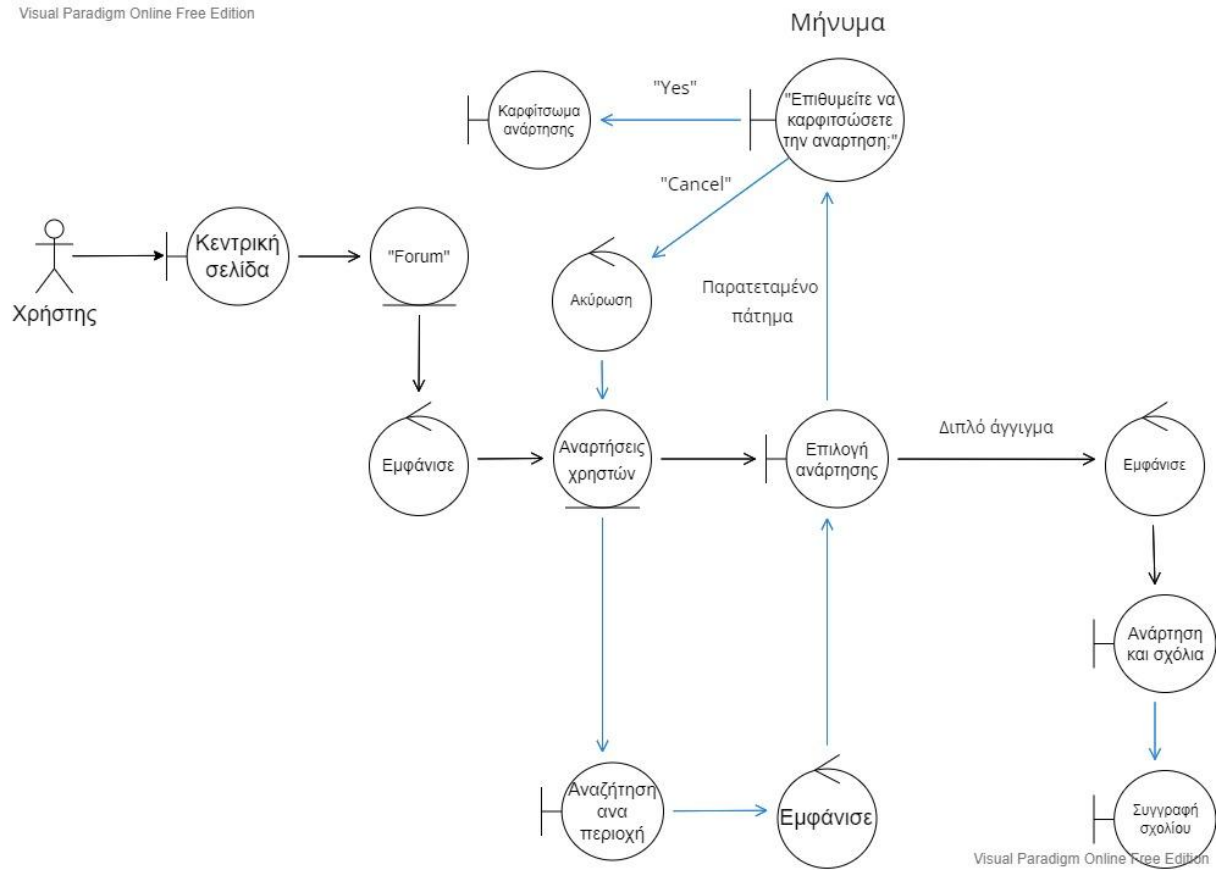 Visual Paradigm Online Free Edition
Μήνυμα
"Yes"
Καρφίτσωμα
ανάρτησης
"Επιθυμείτε να
καρφιτσώσετε
την αναρτηση;"
"Cancel"
Κεντρική
σελίδα
"Forum"
Χρήστης
Ακύρωση
Παρατεταμένο
πάτημα
Εμφάνισε
Αναρτήσεις
χρηστών
Επιλογή
ανάρτησης
Διπλό άγγιγμα
Εμφάνισε
Ανάρτηση
και σχόλια
Αναζήτηση
ανα
περιοχή
Εμφάνισε
Συγγραφή
σχολίου
Visual Paradigm Online Free Edition